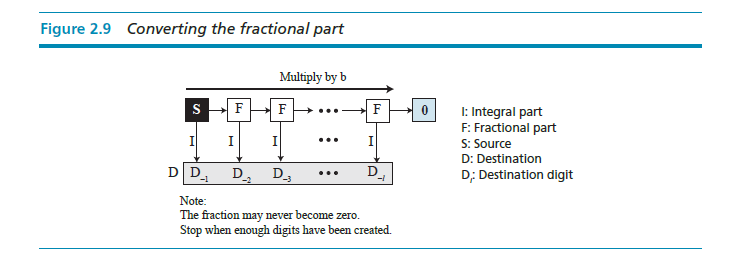 Figure 2.9 Converting the fractional part
Multiply by b
S F F ••• F 0
I I I ••• I
D D₋₁ D₋₂ D₋₃ ••• D₋ₗ
I: Integral part
F: Fractional part
S: Source
D: Destination
Dᵢ: Destination digit
Note:
The fraction may never become zero.
Stop when enough digits have been created.